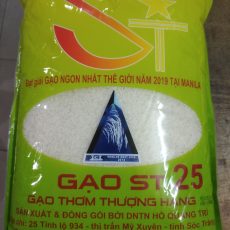 ST
Đạt giải GẠO NGON NHẤT THẾ GIỚI NĂM 2019 TẠI MANILA
GẠO ST 25
GẠO THƠM THƯỢNG HẠNG
SẢN XUẤT & ĐÓNG GÓI BỞI DNTN HỒ QUANG TRÍ
chỉ: 25 Tỉnh lộ 934 - thị trấn Mỹ Xuyên - tỉnh Sóc Trăng